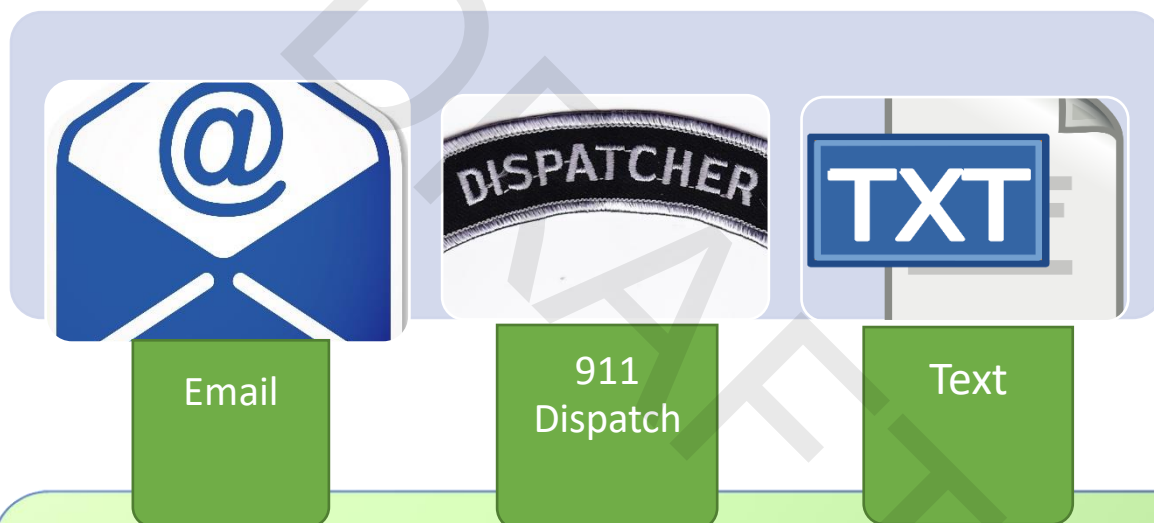 @
DISPATCHER
TXT
Email
911
Dispatch
Text
DRAFT